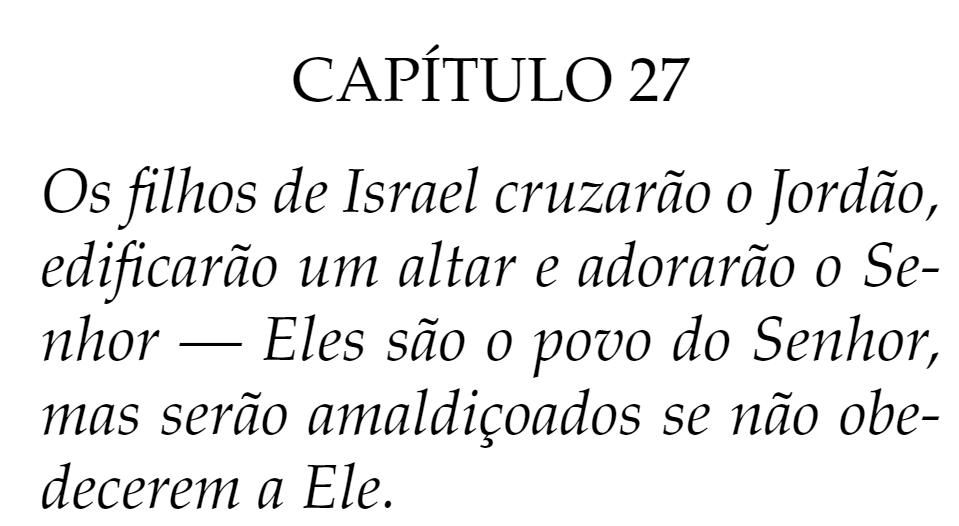 CAPÍTULO 27
Os filhos de Israel cruzarão o Jordão,
edificarão um altar e adorarão o Se-
nhor — Eles são o povo do Senhor,
mas serão amaldiçoados se não obe-
decerem a Ele.